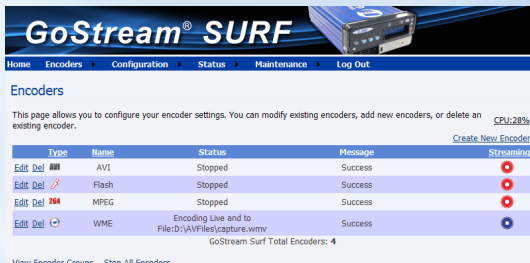 GoStream® SURF
Home Encoders Configuration Status Maintenance Log Out
Encoders
This page allows you to configure your encoder settings. You can modify existing encoders, add new encoders, or delete an
existing encoder.
CPU:28%
Create New Encoder
Type Name Status Message Streaming
Edit Del AVI AVI Stopped Success
Edit Del Flash Stopped Success
Edit Del 264 MPEG Stopped Success
Edit Del WME Encoding Live and to File:D:\AVFiles\capture.wmv Success
GoStream Surf Total Encoders: 4
View Encoder Groups Stop All Encoders